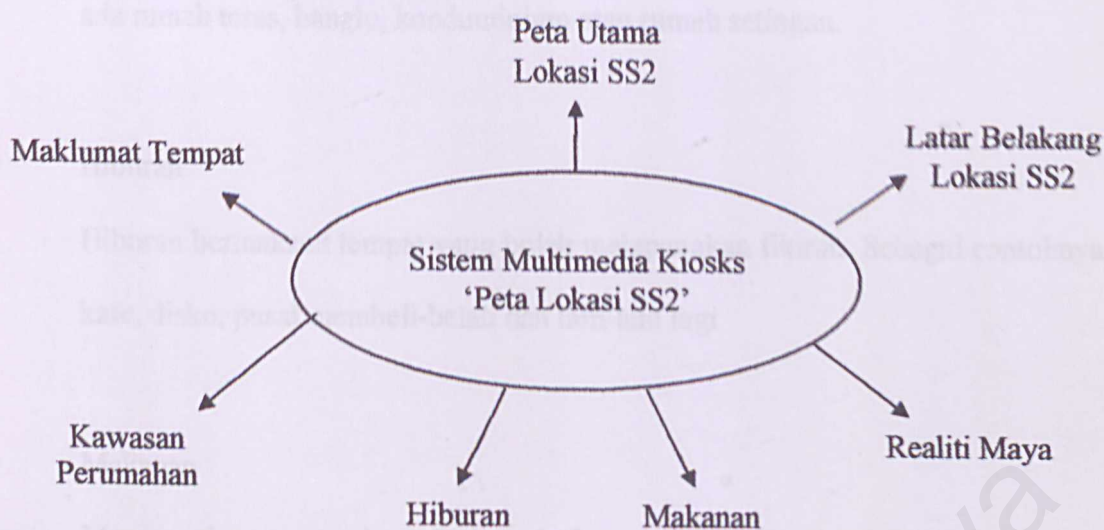 Peta Utama
Lokasi SS2
Maklumat Tempat
Latar Belakang
Lokasi SS2
Sistem Multimedia Kiosks
‘Peta Lokasi SS2’
Kawasan
Perumahan
Realiti Maya
Hiburan
Makanan